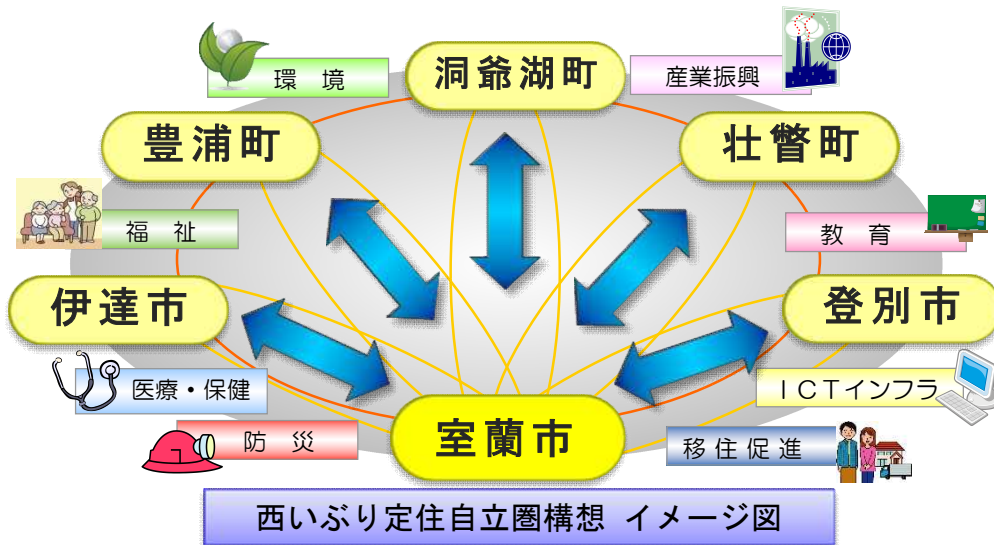 洞爺湖町
環 境
産業振興
豊浦町
壮瞥町
福 祉
教 育
伊達市
登別市
医療・保健
ICTインフラ
防 災
室蘭市
移住促進
西いぶり定住自立圏構想 イメージ図